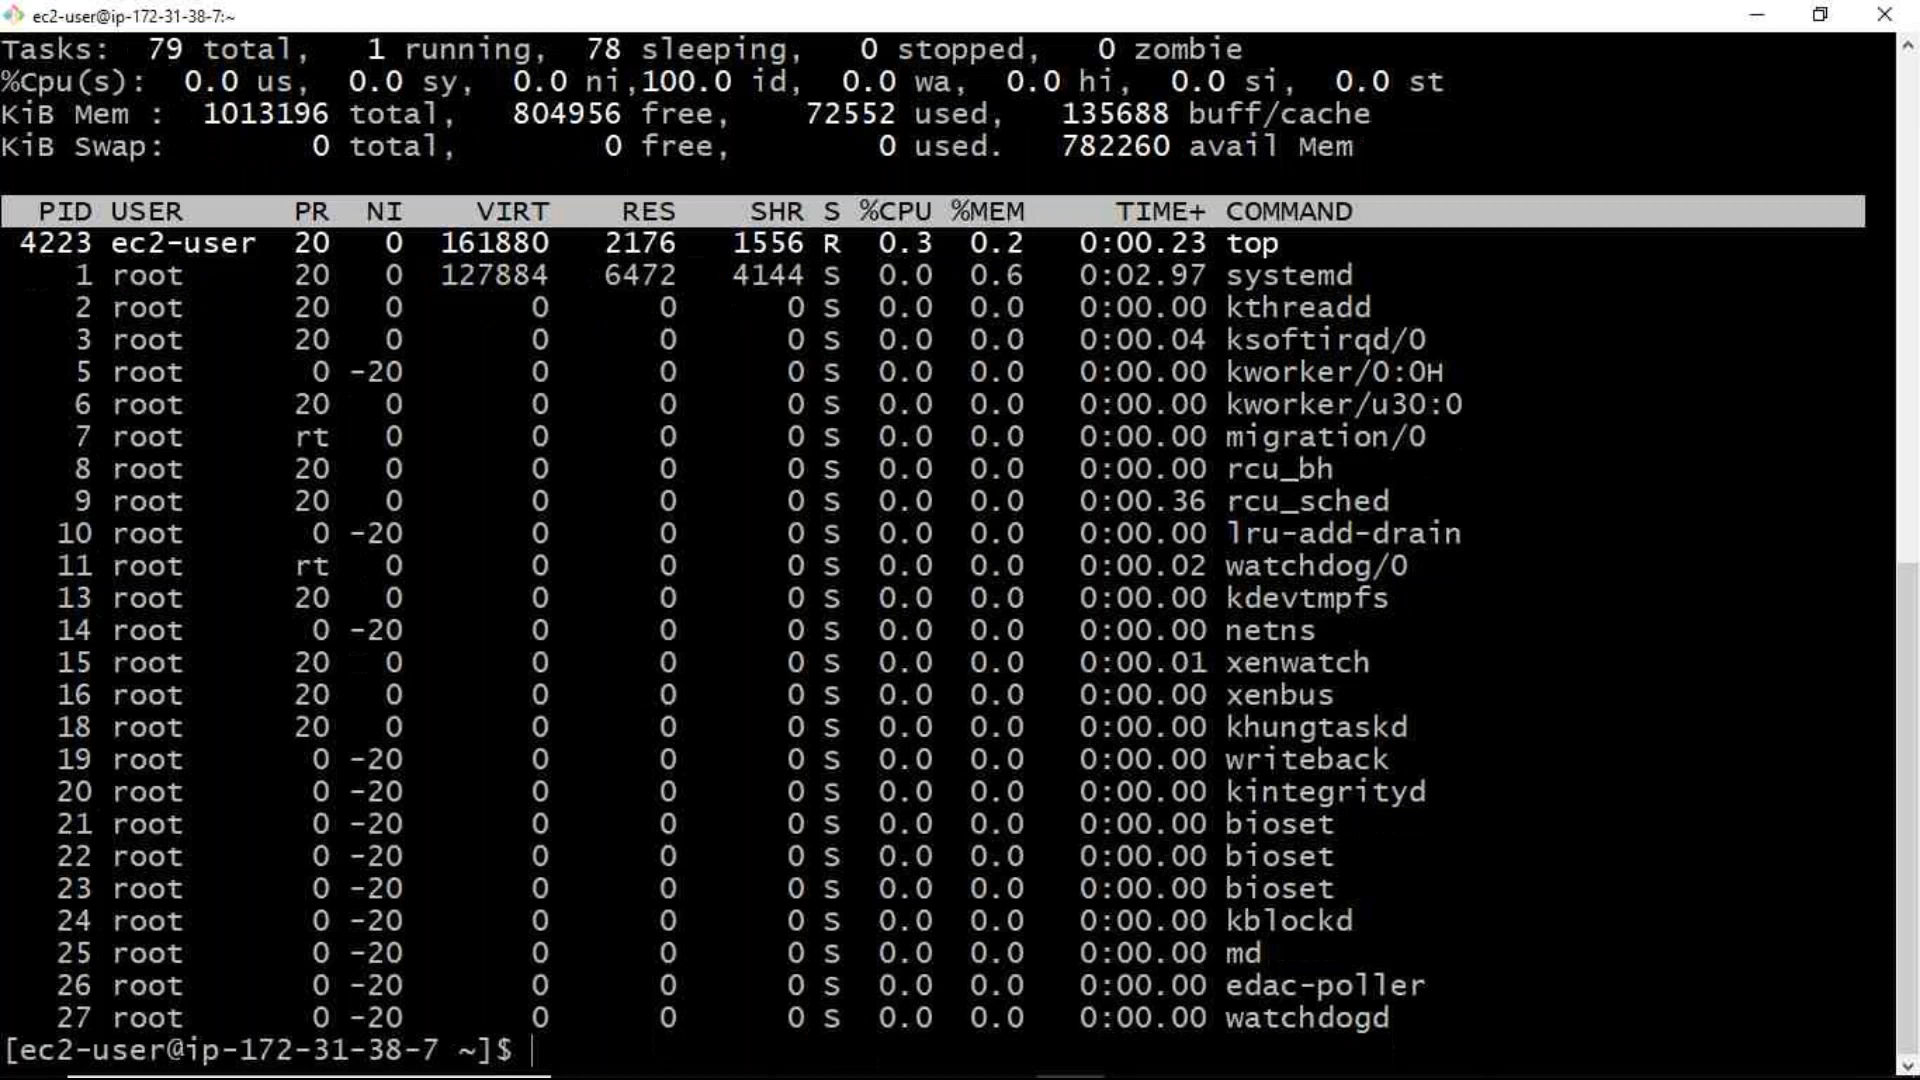 ec2-user@ip-172-31-38-7:~
Tasks:  79 total,   1 running,  78 sleeping,   0 stopped,   0 zombie
%Cpu(s):  0.0 us,  0.0 sy,  0.0 ni,100.0 id,  0.0 wa,  0.0 hi,  0.0 si,  0.0 st
KiB Mem :  1013196 total,   804956 free,    72552 used,   135688 buff/cache
KiB Swap:        0 total,        0 free,        0 used.   782260 avail Mem
PID USER      PR  NI    VIRT    RES    SHR S %CPU %MEM     TIME+ COMMAND
4223 ec2-user  20   0  161880   2176   1556 R  0.3  0.2   0:00.23 top
1 root      20   0  127884   6472   4144 S  0.0  0.6   0:02.97 systemd
2 root      20   0       0      0      0 S  0.0  0.0   0:00.00 kthreadd
3 root      20   0       0      0      0 S  0.0  0.0   0:00.04 ksoftirqd/0
5 root       0 -20       0      0      0 S  0.0  0.0   0:00.00 kworker/0:0H
6 root      20   0       0      0      0 S  0.0  0.0   0:00.00 kworker/u30:0
7 root      rt   0       0      0      0 S  0.0  0.0   0:00.00 migration/0
8 root      20   0       0      0      0 S  0.0  0.0   0:00.00 rcu_bh
9 root      20   0       0      0      0 S  0.0  0.0   0:00.36 rcu_sched
10 root       0 -20       0      0      0 S  0.0  0.0   0:00.00 lru-add-drain
11 root      rt   0       0      0      0 S  0.0  0.0   0:00.02 watchdog/0
13 root      20   0       0      0      0 S  0.0  0.0   0:00.00 kdevtmpfs
14 root       0 -20       0      0      0 S  0.0  0.0   0:00.00 netns
15 root      20   0       0      0      0 S  0.0  0.0   0:00.01 xenwatch
16 root      20   0       0      0      0 S  0.0  0.0   0:00.00 xenbus
18 root      20   0       0      0      0 S  0.0  0.0   0:00.00 khungtaskd
19 root       0 -20       0      0      0 S  0.0  0.0   0:00.00 writeback
20 root       0 -20       0      0      0 S  0.0  0.0   0:00.00 kintegrityd
21 root       0 -20       0      0      0 S  0.0  0.0   0:00.00 bioset
22 root       0 -20       0      0      0 S  0.0  0.0   0:00.00 bioset
23 root       0 -20       0      0      0 S  0.0  0.0   0:00.00 bioset
24 root       0 -20       0      0      0 S  0.0  0.0   0:00.00 kblockd
25 root       0 -20       0      0      0 S  0.0  0.0   0:00.00 md
26 root       0 -20       0      0      0 S  0.0  0.0   0:00.00 edac-poller
27 root       0 -20       0      0      0 S  0.0  0.0   0:00.00 watchdogd
[ec2-user@ip-172-31-38-7 ~]$